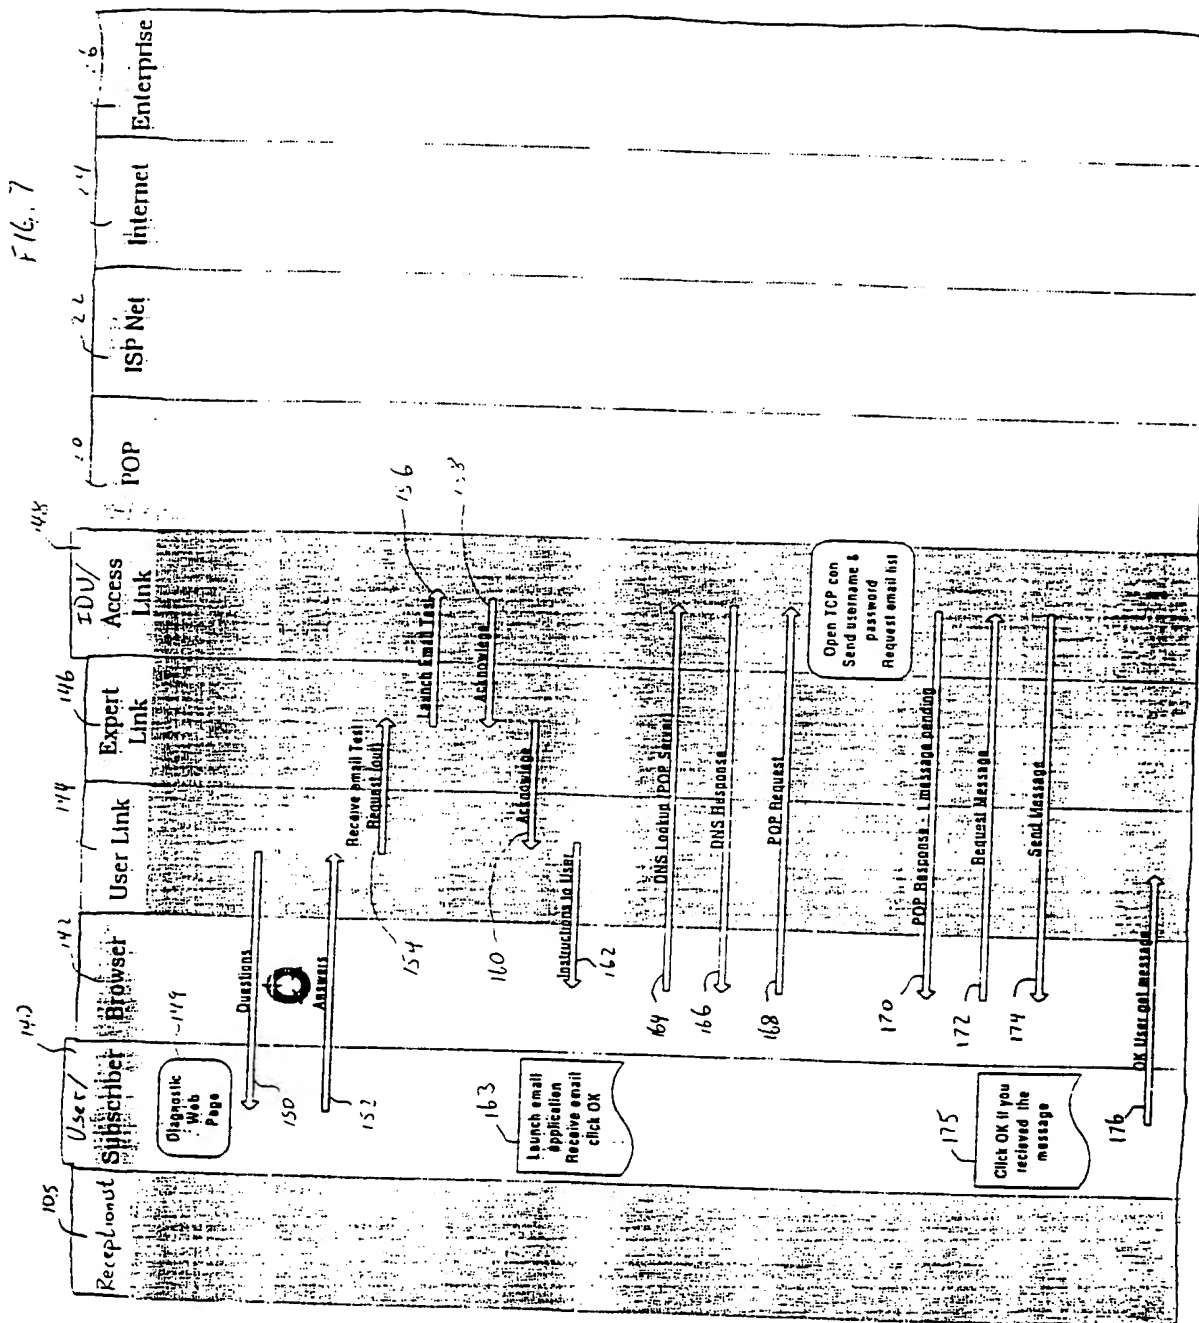 FIG. 7
105
Receptionist
140
User/
Subscriber
142
Browser
144
User Link
146
Expert
Link
148
IDU/
Access
Link
10
POP
22
ISP Net
14
Internet
Enterprise
149
Diagnostic
Web
Page
Questions
150
Answers
152
Receive email Test
Request (out)
154
Launch Email Test
156
Acknowledge
158
Acknowledge
160
Instructions to User
162
163
Launch email
application
Receive email
click OK
DNS Lookup (POP Server)
164
DNS Response
166
POP Request
168
Open TCP con
Send username &
password
Request email list
POP Response - 1 message pending
170
Request Message
172
Send Message
174
175
Click OK if you
recieved the
message
OK User got message
176